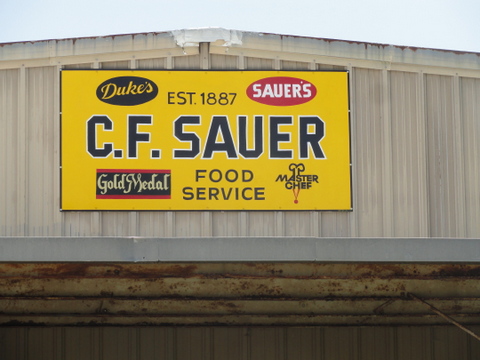 Duke's
EST. 1887
SAUER'S
C.F. SAUER
Gold Medal
FOOD
SERVICE
MASTER
CHEF